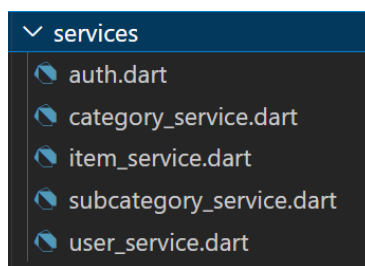 services
auth.dart
category_service.dart
item_service.dart
subcategory_service.dart
user_service.dart